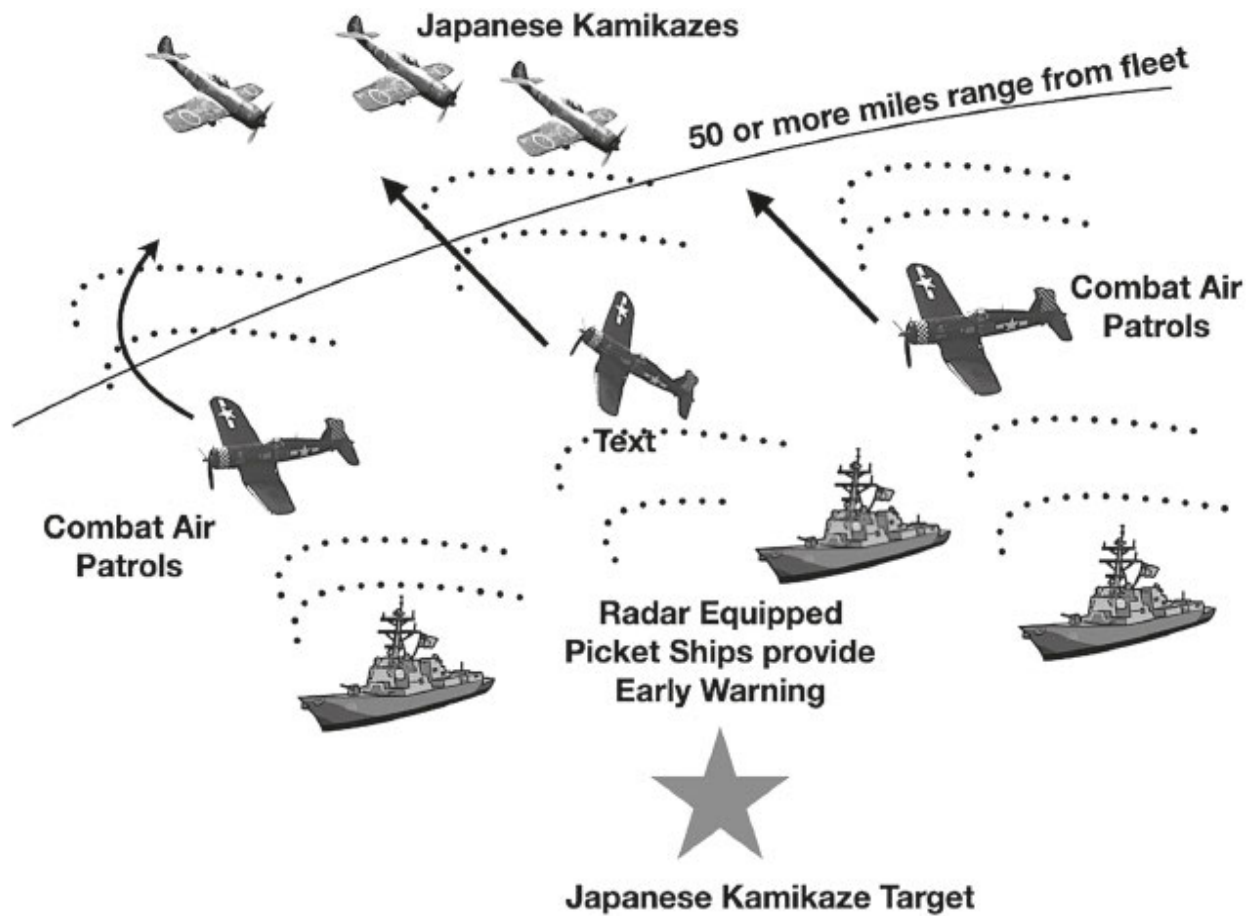 Japanese Kamikazes
50 or more miles range from fleet
Combat Air
Patrols
Text
Combat Air
Patrols
Radar Equipped
Picket Ships provide
Early Warning
Japanese Kamikaze Target